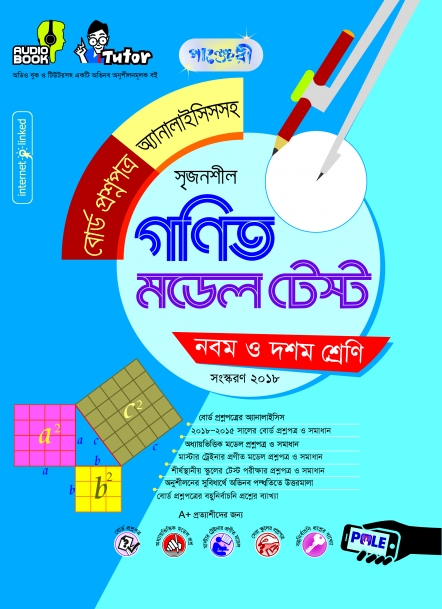 AUDIO BOOK
Tutor
অডিও বুক ও টিউটরসহ একটি অভিনব অনুশীলনমূলক বই
পাঞ্জেরী
internet linked
বোর্ড প্রশ্নপত্র
অ্যানালাইসিসসহ
সৃজনশীল
গণিত
মডেল টেস্ট
নবম ও দশম শ্রেণি
সংস্করণ ২০১৮
বোর্ড প্রশ্নপত্রের অ্যানালাইসিস
২০১৮-২০১৫ সালের বোর্ড প্রশ্নপত্র ও সমাধান
অধ্যায়ভিত্তিক মডেল প্রশ্নপত্র ও সমাধান
মাস্টার ট্রেইনার প্রণীত মডেল প্রশ্নপত্র ও সমাধান
শীর্ষস্থানীয় স্কুলের টেস্ট পরীক্ষার প্রশ্নপত্র ও সমাধান
অনুশীলনের সুবিধার্থে অভিনব পদ্ধতিতে উত্তরমালা
বোর্ড প্রশ্নপত্রের বহুনির্বাচনি প্রশ্নের ব্যাখ্যা
A+ প্রত্যাশীদের জন্য
a²
c²
b²
a
c
b
a
b
c
b